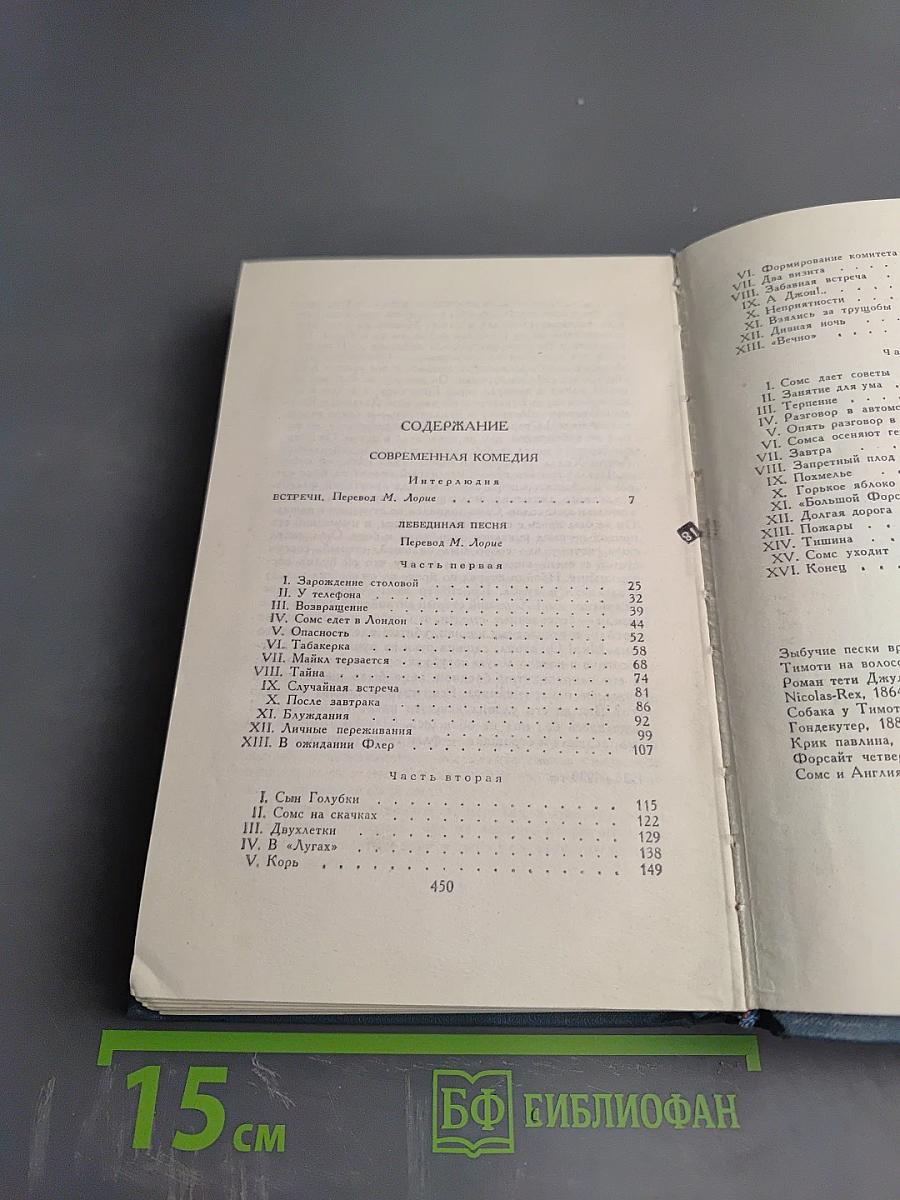 СОДЕРЖАНИЕ
СОВРЕМЕННАЯ КОМЕДИЯ
Интерлюдия
ВСТРЕЧИ. Перевод М. Лорие . . . . . . . . . . . 7
ЛЕБЕДИНАЯ ПЕСНЯ
Перевод М. Лорие
Часть первая
I. Зарождение столовой . . . . . . . . . . . 25
II. У телефона . . . . . . . . . . . 32
III. Возвращение . . . . . . . . . . . 39
IV. Сомс едет в Лондон . . . . . . . . . . . 44
V. Опасность . . . . . . . . . . . 52
VI. Табакерка . . . . . . . . . . . 58
VII. Майкл терзается . . . . . . . . . . . 68
VIII. Тайна . . . . . . . . . . . 74
IX. Случайная встреча . . . . . . . . . . . 81
X. После завтрака . . . . . . . . . . . 86
XI. Блуждания . . . . . . . . . . . 92
XII. Личные переживания . . . . . . . . . . . 99
XIII. В ожидании Флер . . . . . . . . . . . 107
Часть вторая
I. Сын Голубки . . . . . . . . . . . 115
II. Сомс на скачках . . . . . . . . . . . 122
III. Двухлетки . . . . . . . . . . . 129
IV. В «Лугах» . . . . . . . . . . . 138
V. Корь . . . . . . . . . . . 149
450
VI. Формирование комитета
VII. Два визита . . . .
VIII. Забавная встреча .
IX. А Джон!.. . . . .
X. Неприятности . . .
XI. Взялись за трущобы
XII. Дивная ночь . . .
XIII. «Вечно» . . . .
Ча
I. Сомс дает советы
II. Занятие для ума .
III. Терпение . . . .
IV. Разговор в автомо
V. Опять разговор в
VI. Сомса осеняют ге
VII. Завтра . .
VIII. Запретный плод
IX. Похмелье . .
X. Горькое яблоко
XI. «Большой Форс
XII. Долгая дорога
XIII. Пожары . .
XIV. Тишина . .
XV. Сомс уходит
XVI. Конец . . .
Зыбучие пески вр
Тимоти на волосо
Роман тети Джул
Nicolas-Rex, 1864
Собака у Тимот
Гондекутер, 188
Крик павлина,
Форсайт четвер
Сомс и Англия
81
15 см
БФ БИБЛИОФАН